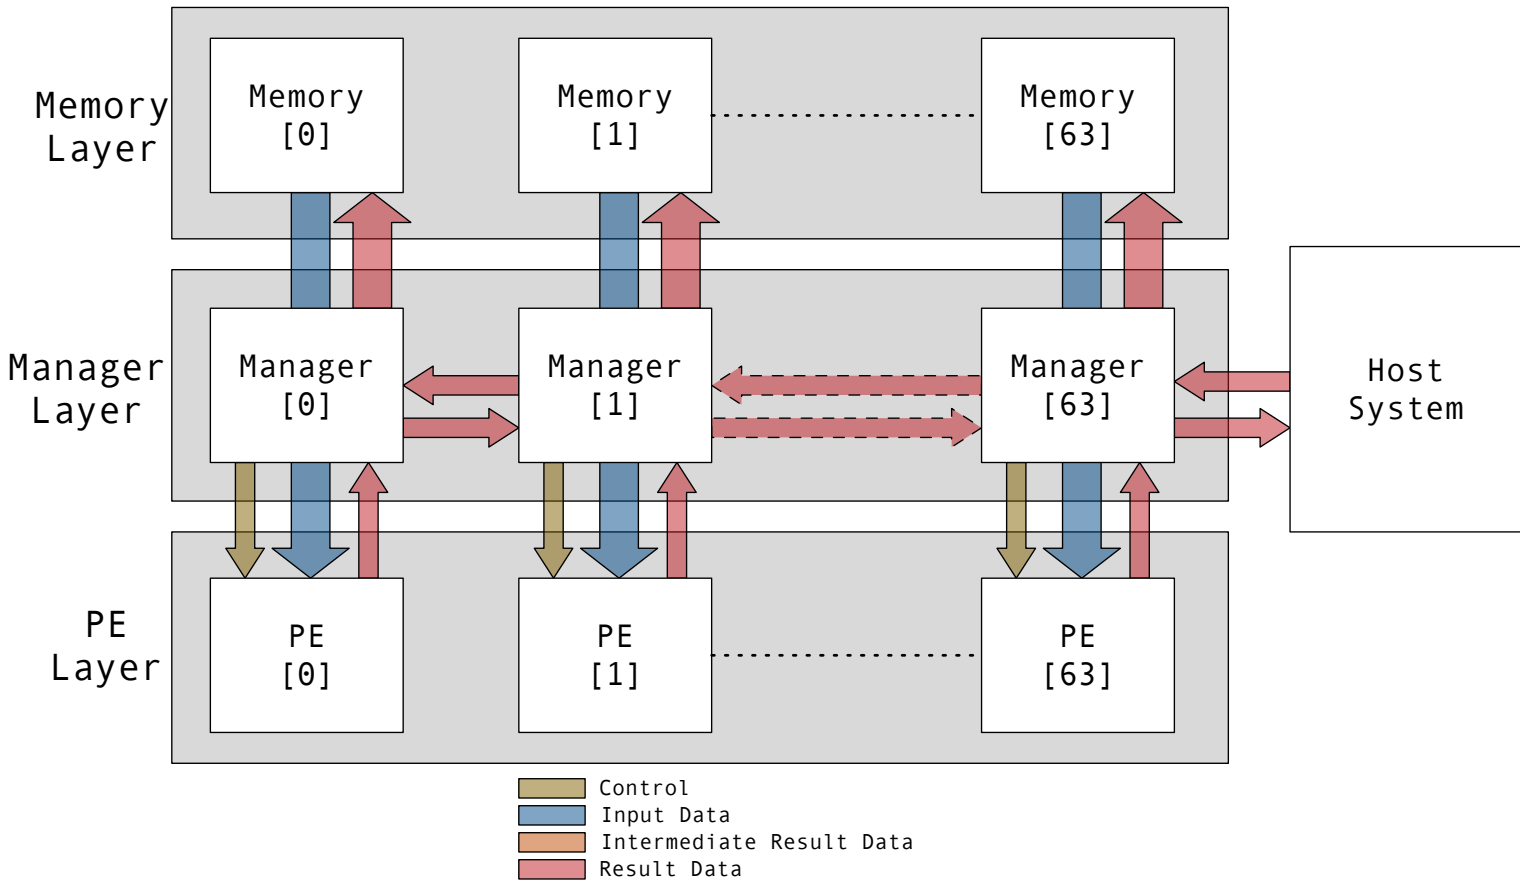 Memory
Layer
Memory
[0]
Memory
[1]
Memory
[63]
Manager
Layer
Manager
[0]
Manager
[1]
Manager
[63]
Host
System
PE
Layer
PE
[0]
PE
[1]
PE
[63]
Control
Input Data
Intermediate Result Data
Result Data